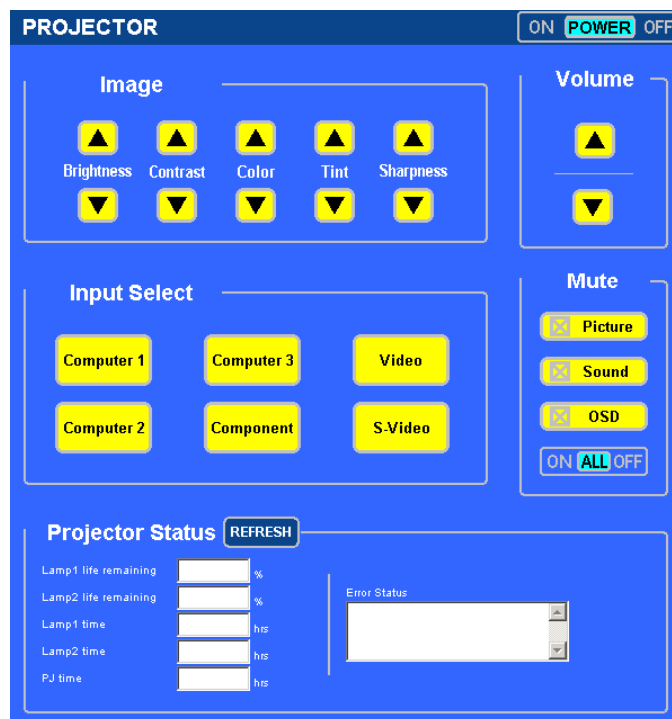 PROJECTOR
ON POWER OFF
Image
Brightness Contrast Color Tint Sharpness
Volume
Input Select
Computer 1 Computer 3 Video
Computer 2 Component S-Video
Mute
Picture
Sound
OSD
ON ALL OFF
Projector Status REFRESH
Lamp1 life remaining %
Lamp2 life remaining %
Lamp1 time hrs
Lamp2 time hrs
PJ time hrs
Error Status